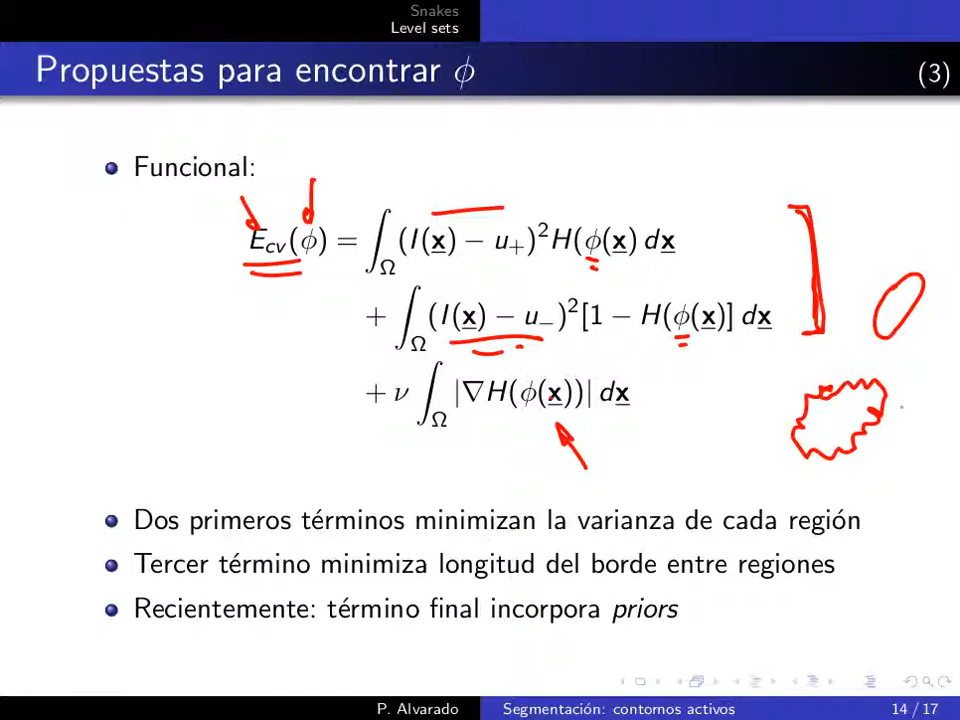 Snakes
Level sets
Propuestas para encontrar ϕ (3)
Funcional:
E_cv(ϕ) = ∫_Ω (I(x) − u₊)² H(ϕ(x) dx
+ ∫_Ω (I(x) − u₋)² [1 − H(ϕ(x)] dx
+ ν ∫_Ω |∇H(ϕ(x))| dx
Dos primeros términos minimizan la varianza de cada región
Tercer término minimiza longitud del borde entre regiones
Recientemente: término final incorpora priors
P. Alvarado Segmentación: contornos activos 14 / 17